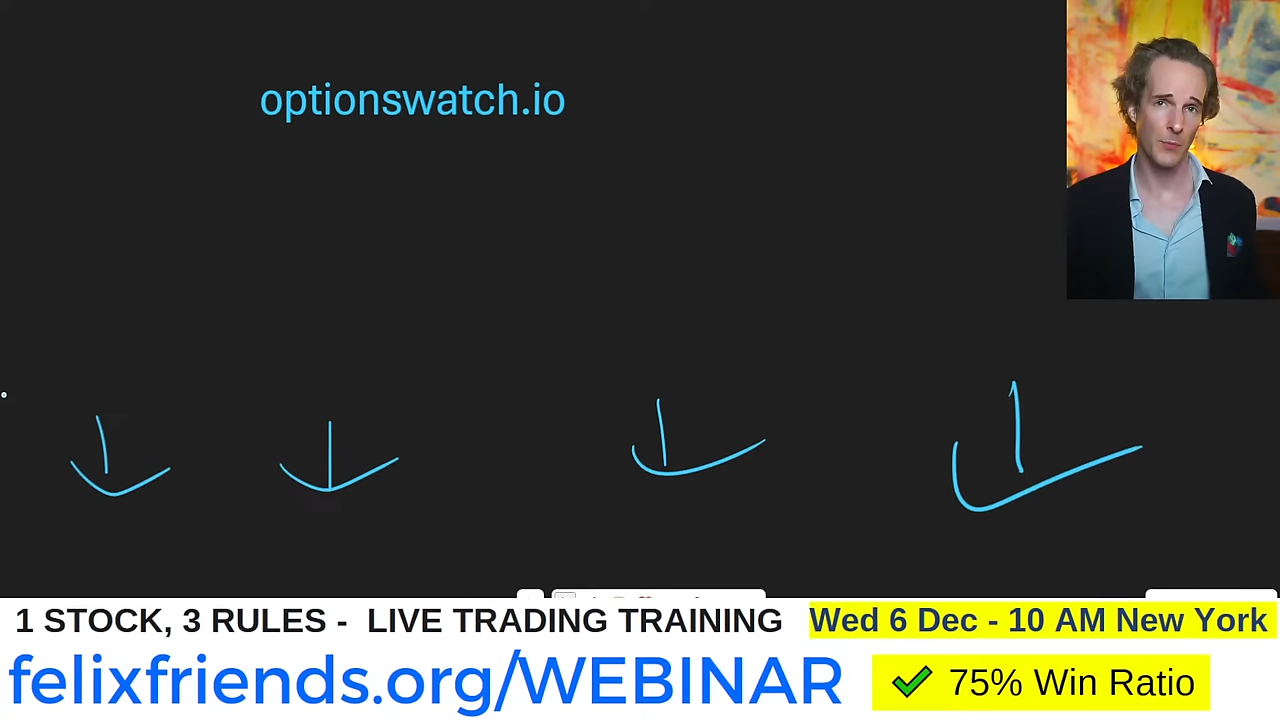 optionswatch.io
1 STOCK, 3 RULES - LIVE TRADING TRAINING
Wed 6 Dec - 10 AM New York
felixfriends.org/WEBINAR
75% Win Ratio